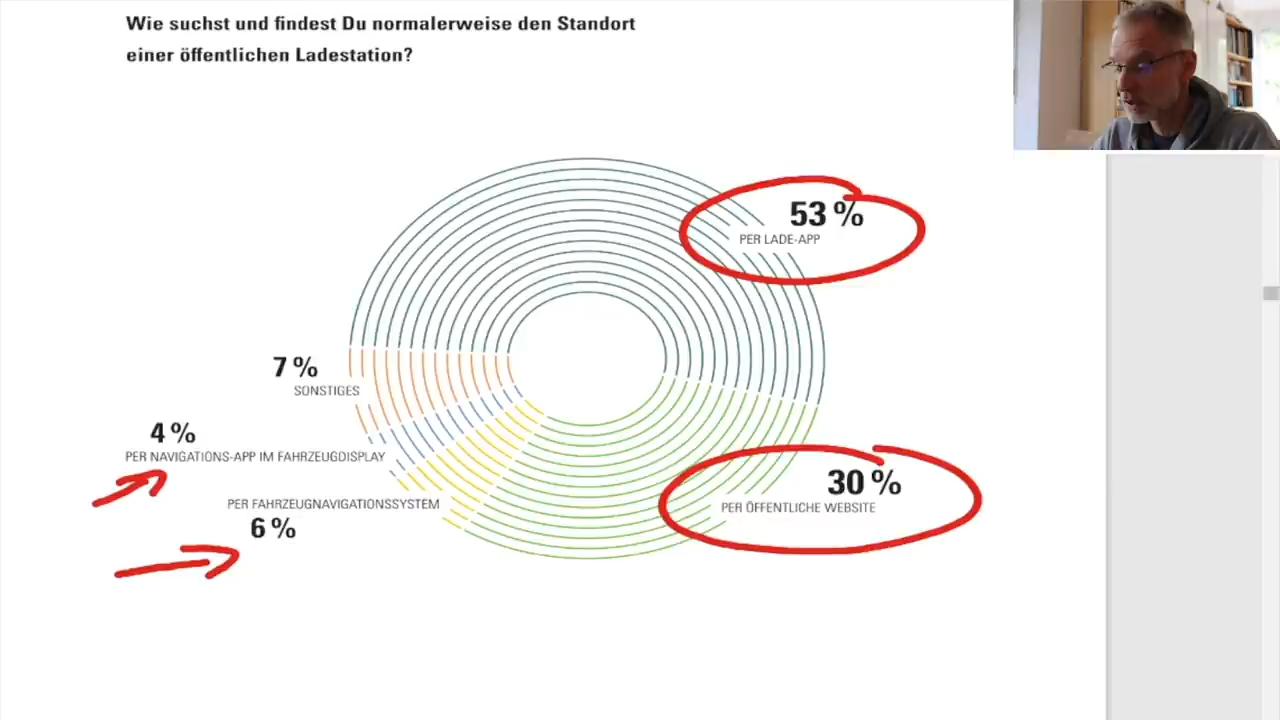 Wie suchst und findest Du normalerweise den Standort
einer öffentlichen Ladestation?
53 %
PER LADE-APP
7 %
SONSTIGES
4 %
PER NAVIGATIONS-APP IM FAHRZEUGDISPLAY
30 %
PER ÖFFENTLICHE WEBSITE
PER FAHRZEUGNAVIGATIONSSYSTEM
6 %